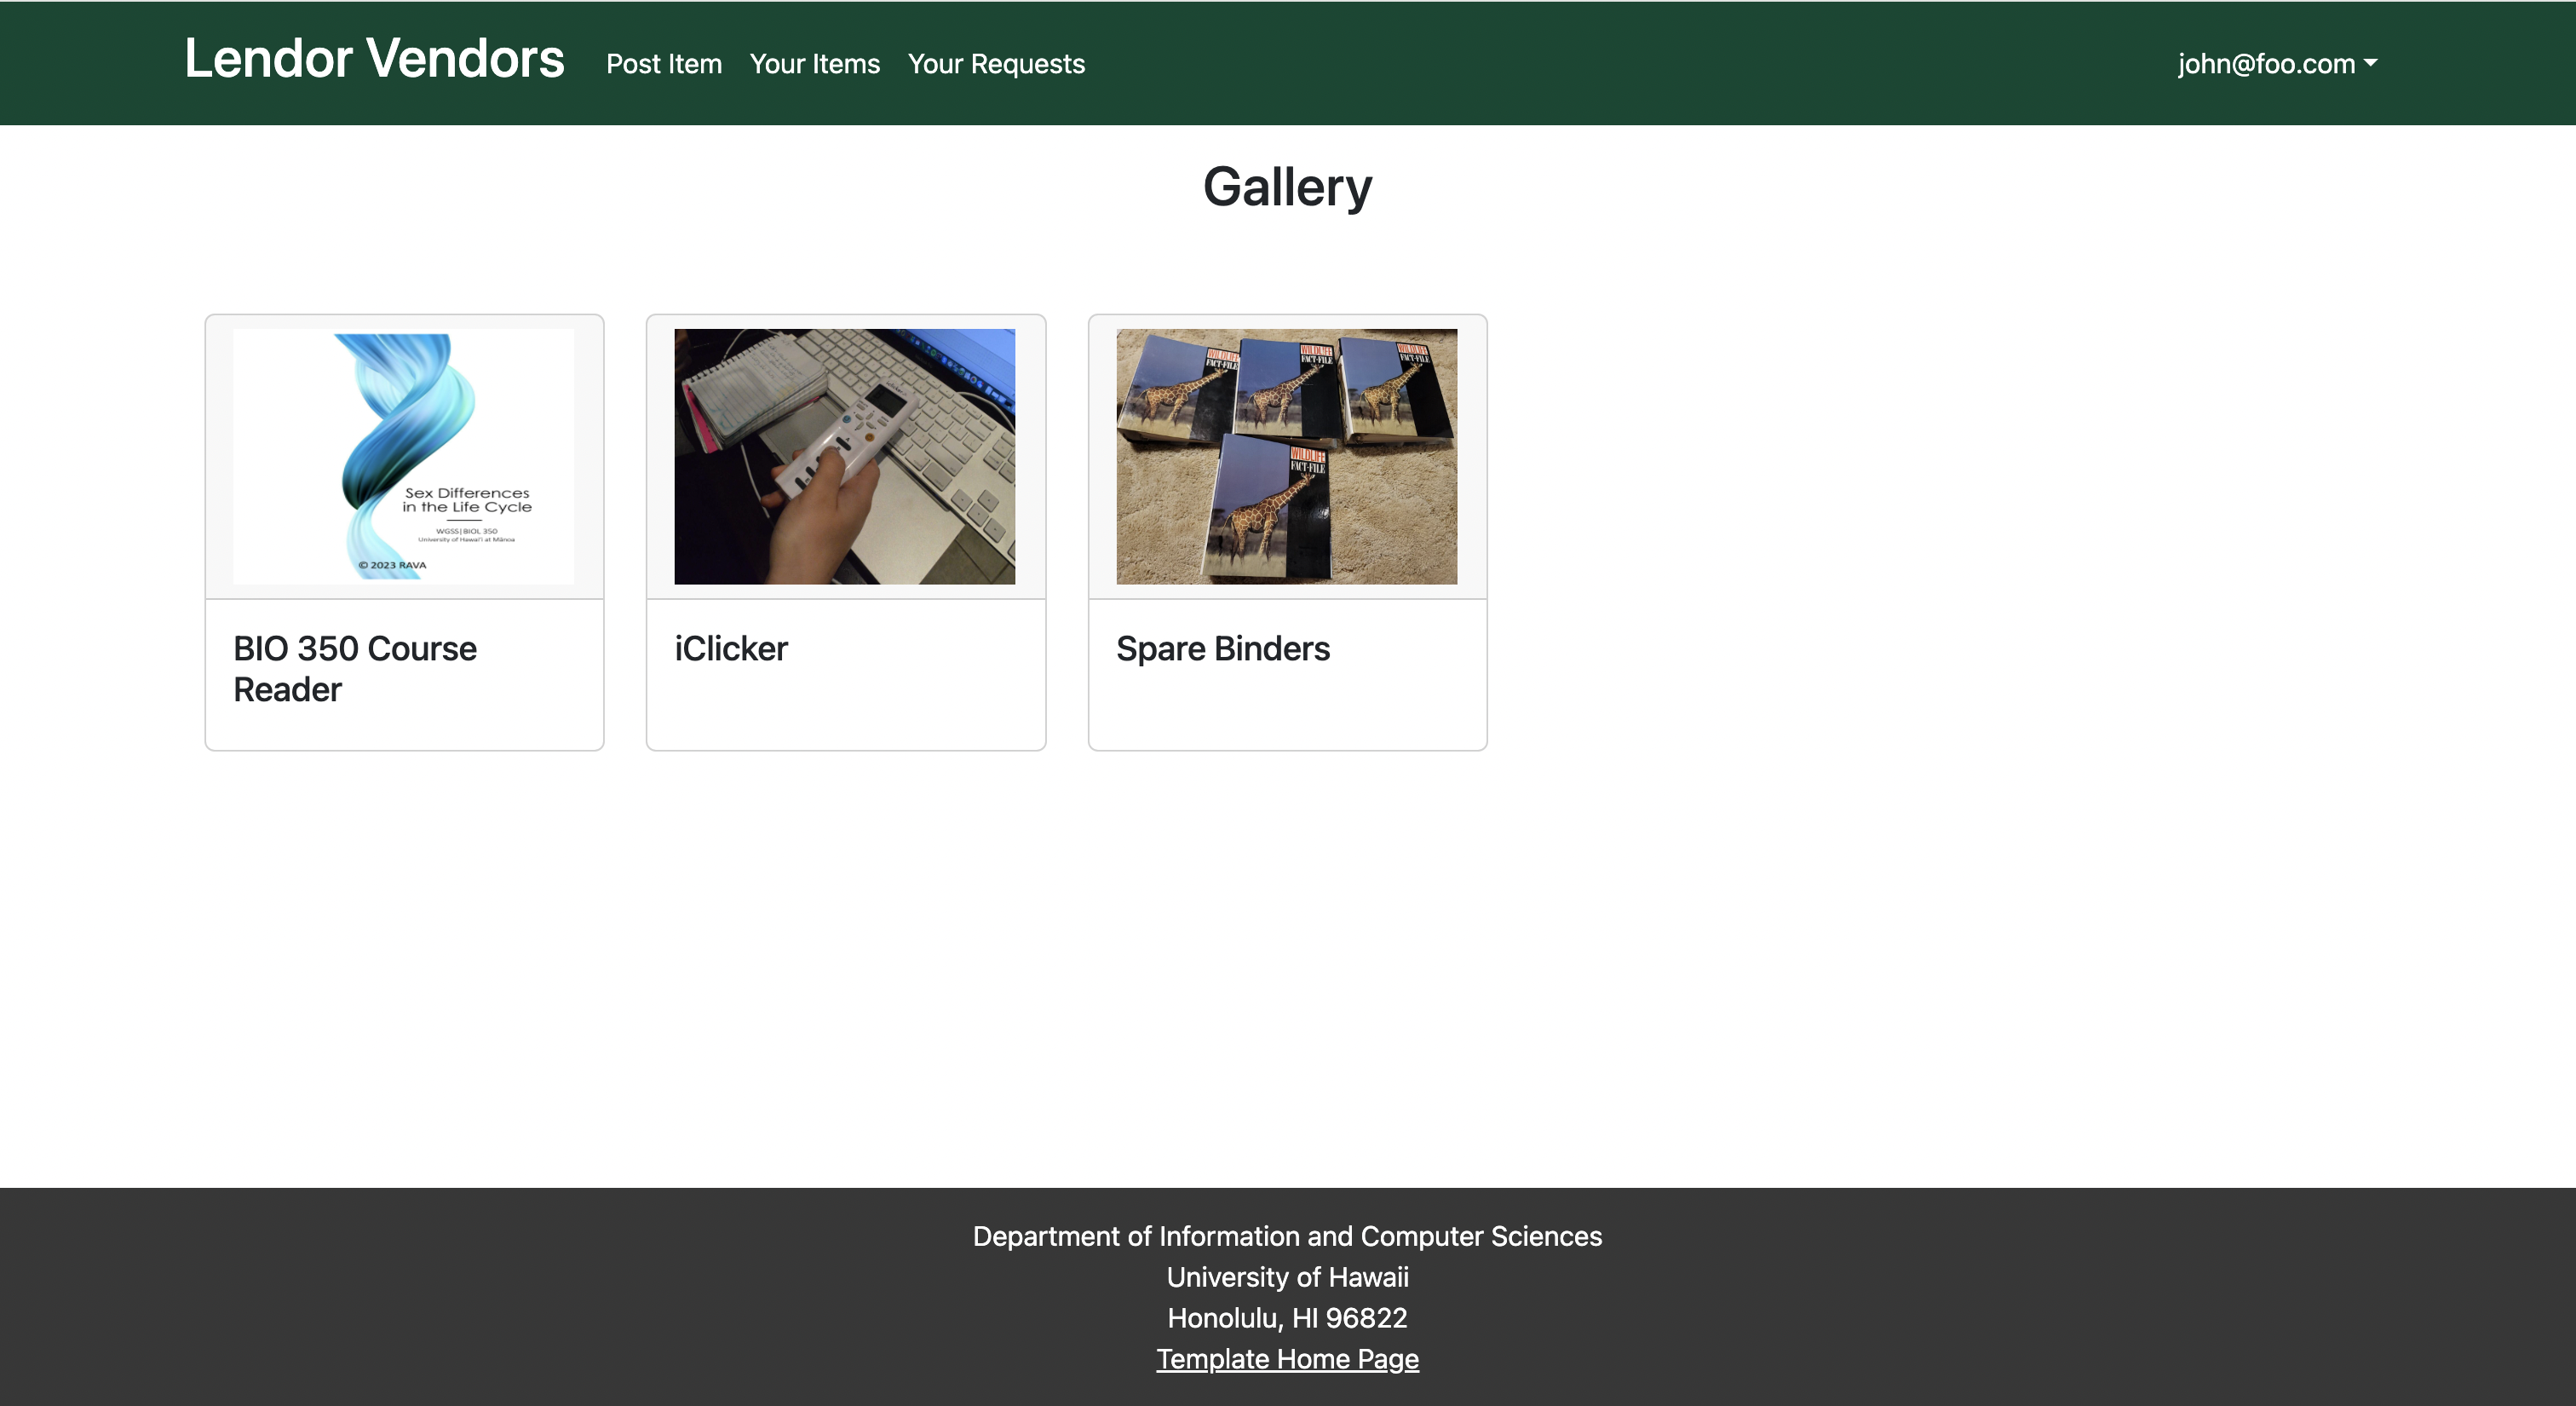 Lendor Vendors Post Item Your Items Your Requests john@foo.com
Gallery
Sex Differences
in the Life Cycle
WGSS|BIOL 350
University of Hawai'i at Mānoa
© 2023 RAVA
WILDLIFE
FACT-FILE
WILDLIFE
FACT-FILE
WILDLIFE
FACT-FILE
WILDLIFE
FACT-FILE
BIO 350 Course
Reader
iClicker
Spare Binders
Department of Information and Computer Sciences
University of Hawaii
Honolulu, HI 96822
Template Home Page